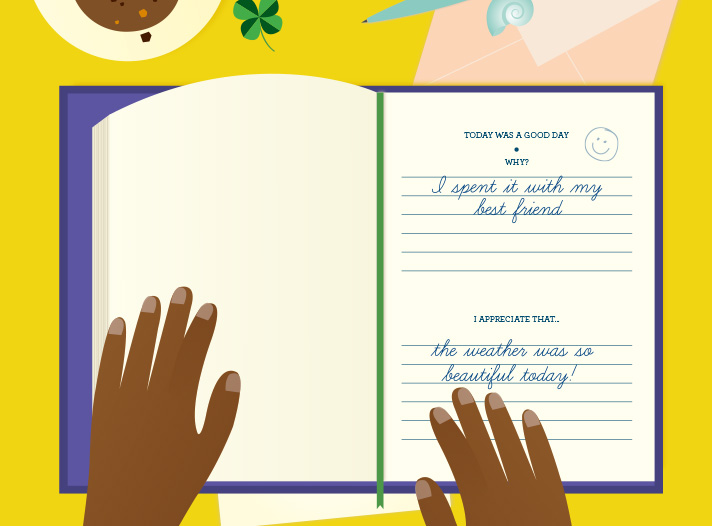 TODAY WAS A GOOD DAY
WHY?
I spent it with my
best friend
I APPRECIATE THAT...
the weather was so
beautiful today!